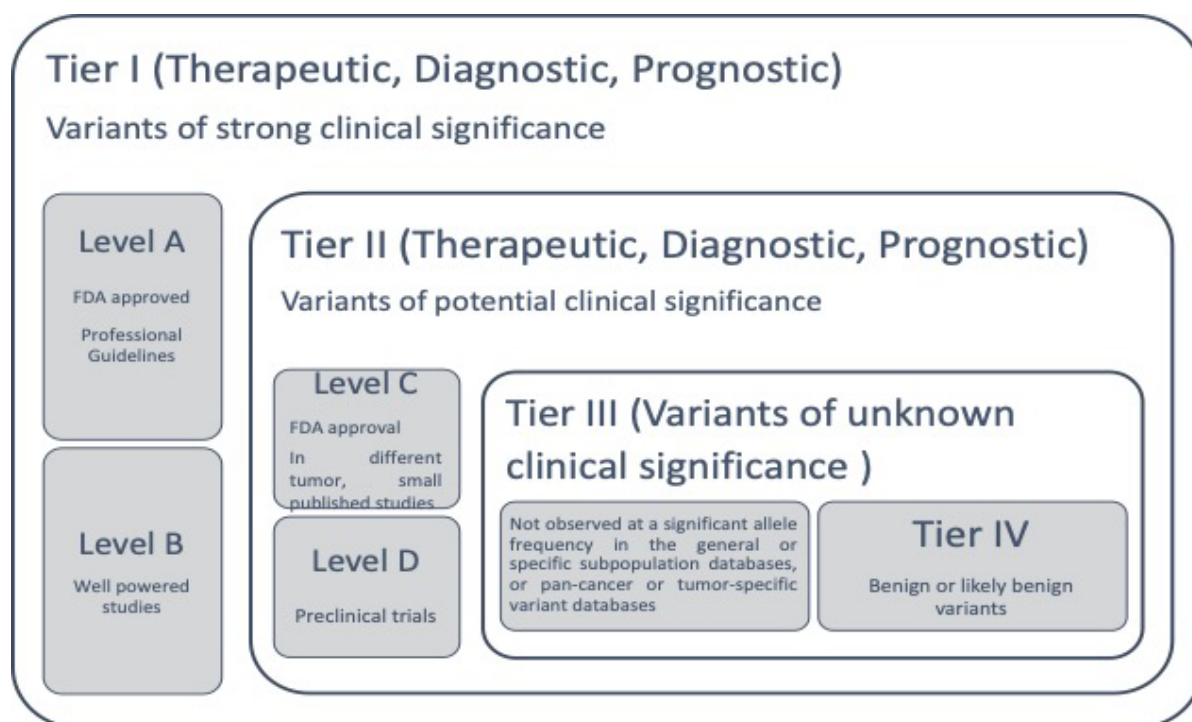 Tier I (Therapeutic, Diagnostic, Prognostic)
Variants of strong clinical significance
Level A
FDA approved
Professional
Guidelines
Level B
Well powered
studies
Tier II (Therapeutic, Diagnostic, Prognostic)
Variants of potential clinical significance
Level C
FDA approval
In different
tumor, small
published studies
Level D
Preclinical trials
Tier III (Variants of unknown
clinical significance )
Not observed at a significant allele
frequency in the general or
specific subpopulation databases,
or pan-cancer or tumor-specific
variant databases
Tier IV
Benign or likely benign
variants